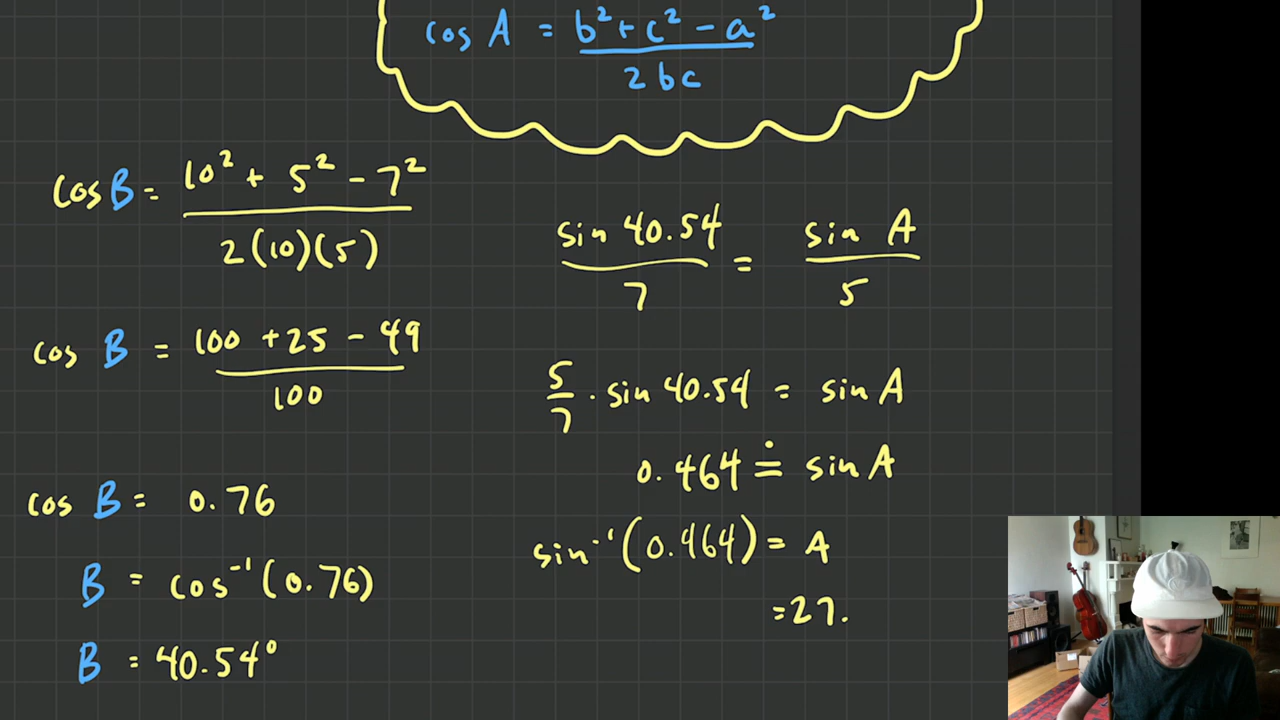 cos A = b² + c² - a² / 2bc
cos B = 10² + 5² - 7² / 2(10)(5)
cos B = 100 + 25 - 49 / 100
cos B = 0.76
B = cos⁻¹(0.76)
B = 40.54°
sin 40.54 / 7 = sin A / 5
5/7 · sin 40.54 = sin A
0.464 ≐ sin A
sin⁻¹(0.464) = A
= 27.